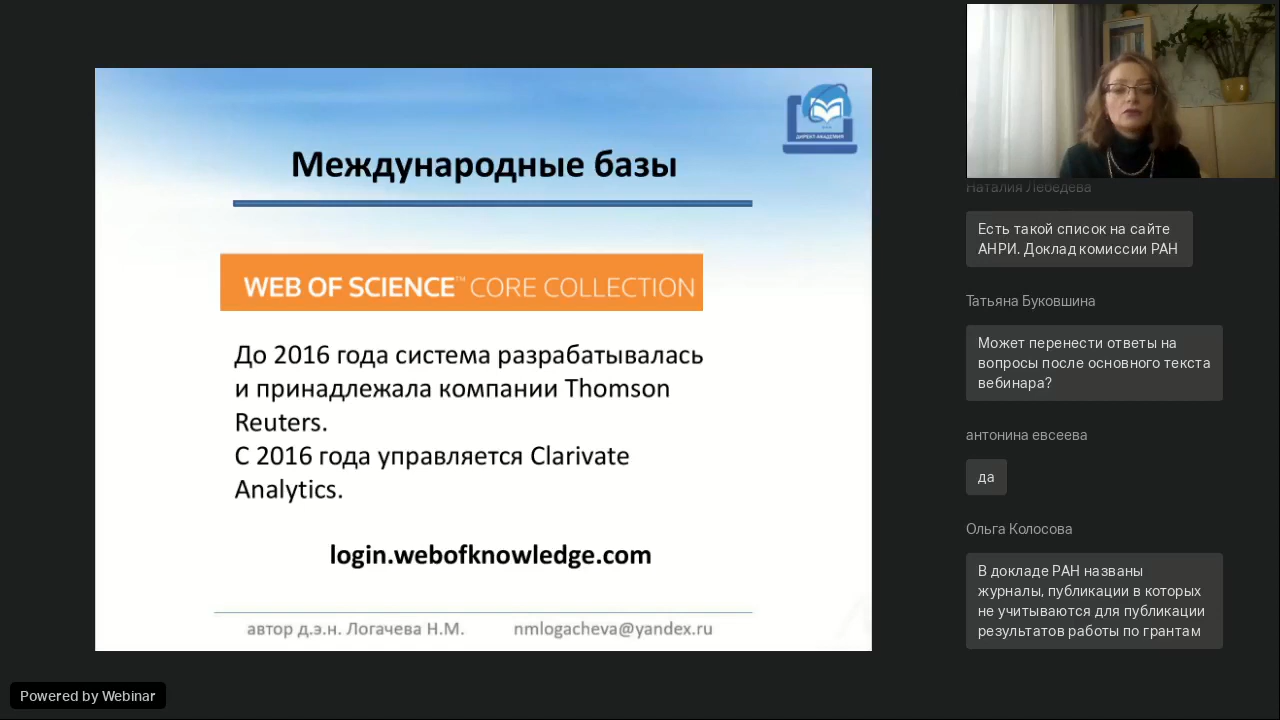 ДИРЕКТ-АКАДЕМИЯ
Международные базы
WEB OF SCIENCE™ CORE COLLECTION
До 2016 года система разрабатывалась
и принадлежала компании Thomson
Reuters.
С 2016 года управляется Clarivate
Analytics.
login.webofknowledge.com
автор д.э.н. Логачева Н.М. nmlogacheva@yandex.ru
Наталия Лебедева
Есть такой список на сайте
АНРИ. Доклад комиссии РАН
Татьяна Буковшина
Может перенести ответы на
вопросы после основного текста
вебинара?
антонина евсеева
да
Ольга Колосова
В докладе РАН названы
журналы, публикации в которых
не учитываются для публикации
результатов работы по грантам
Powered by Webinar